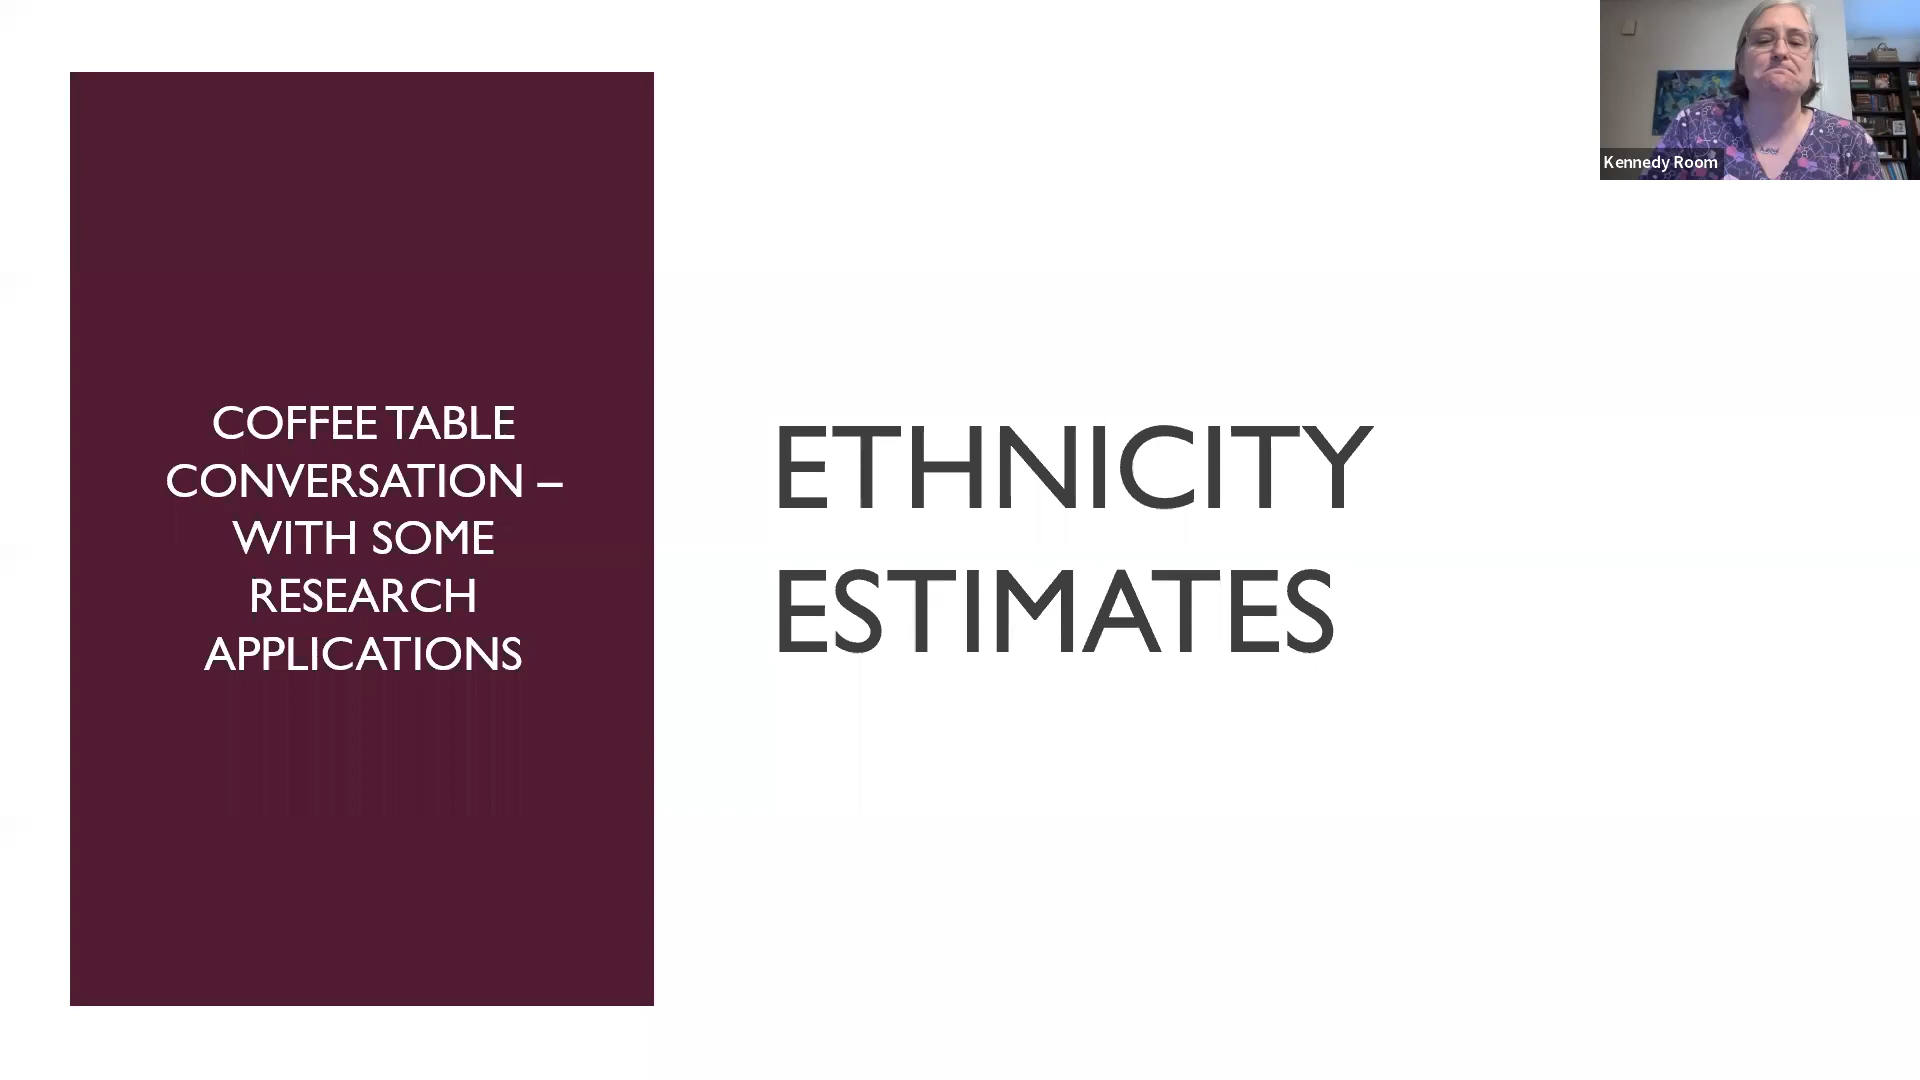 COFFEE TABLE
CONVERSATION –
WITH SOME
RESEARCH
APPLICATIONS
ETHNICITY
ESTIMATES
Kennedy Room